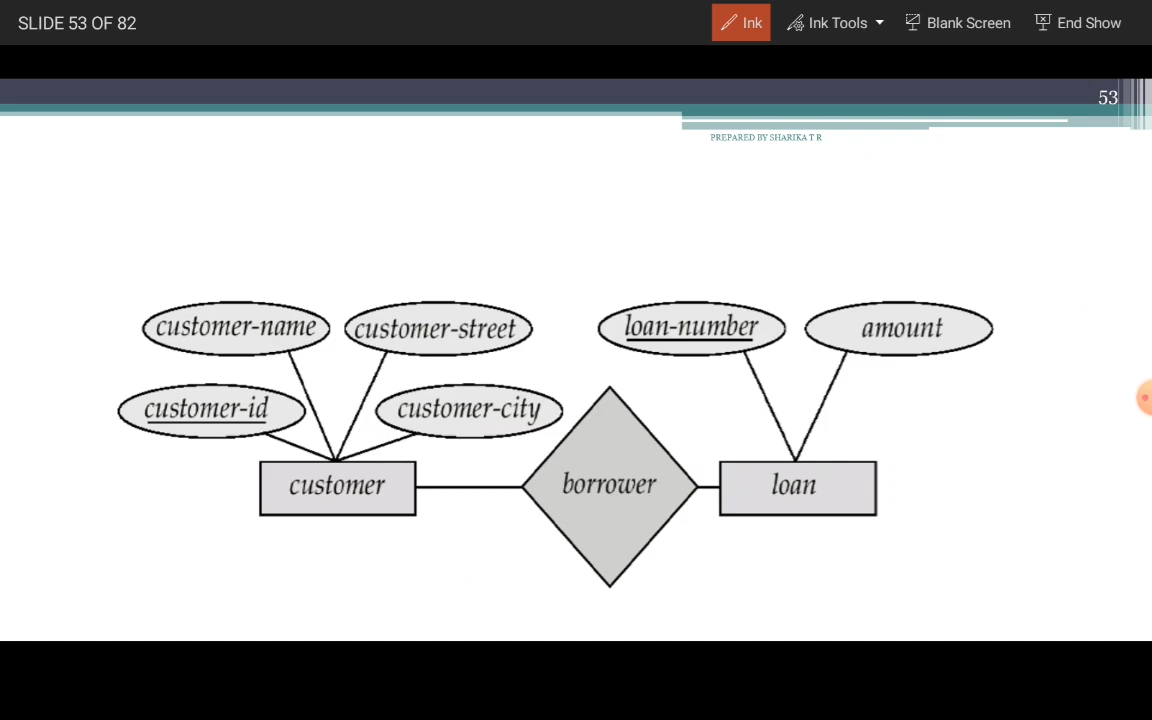 SLIDE 53 OF 82 Ink Ink Tools Blank Screen End Show
53
PREPARED BY SHARIKA T R
customer-name customer-street loan-number amount
customer-id customer-city
customer borrower loan